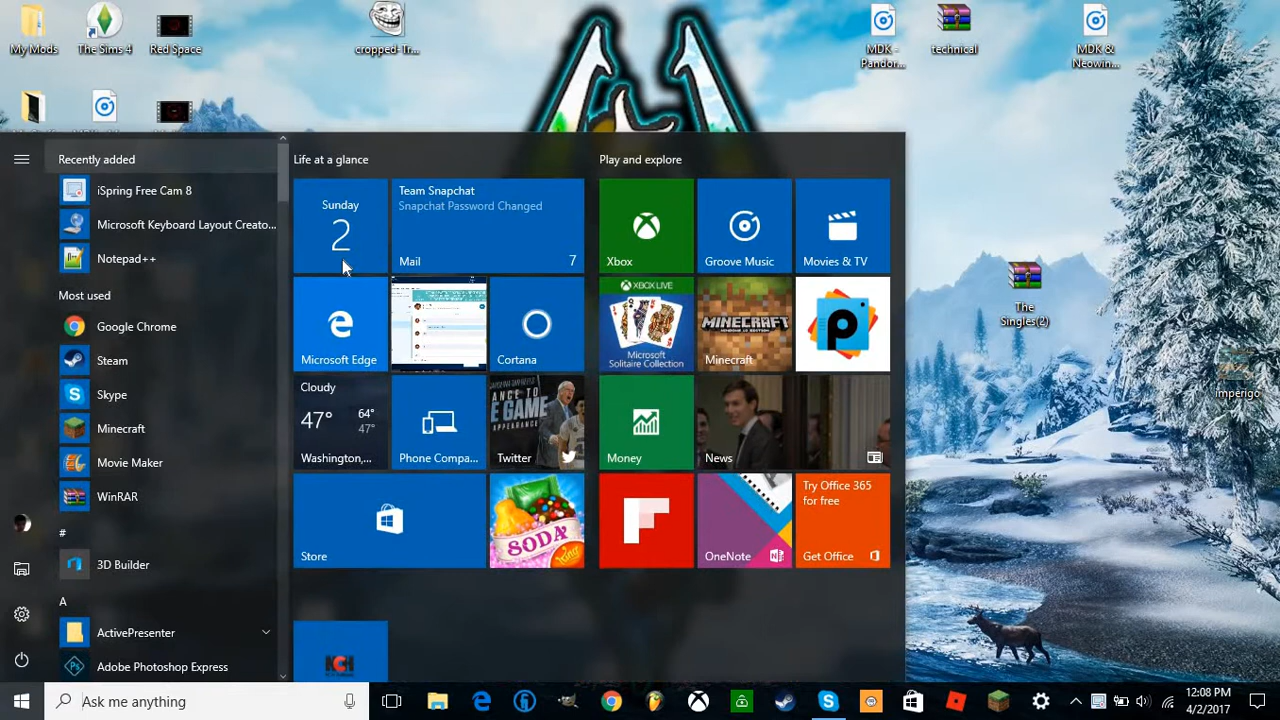 My Mods
The Sims 4
Red Space
cropped-Tr...
MDK -
Pandor...
technical
MDK &
Neowin...
The
Singles(2)
imperigo
Recently added
iSpring Free Cam 8
Microsoft Keyboard Layout Creato...
Notepad++
Most used
Google Chrome
Steam
Skype
Minecraft
Movie Maker
WinRAR
#
3D Builder
A
ActivePresenter
Adobe Photoshop Express
Life at a glance
Sunday
2
Team Snapchat
Snapchat Password Changed
Mail
7
Microsoft Edge
Cortana
Cloudy
47°
64°
47°
Washington,...
Phone Compa...
Twitter
Store
SODA
King
Play and explore
Xbox
Groove Music
Movies & TV
XBOX LIVE
Microsoft
Solitaire Collection
MINECRAFT
Minecraft
Money
News
OneNote
Try Office 365
for free
Get Office
Ask me anything
12:08 PM
4/2/2017